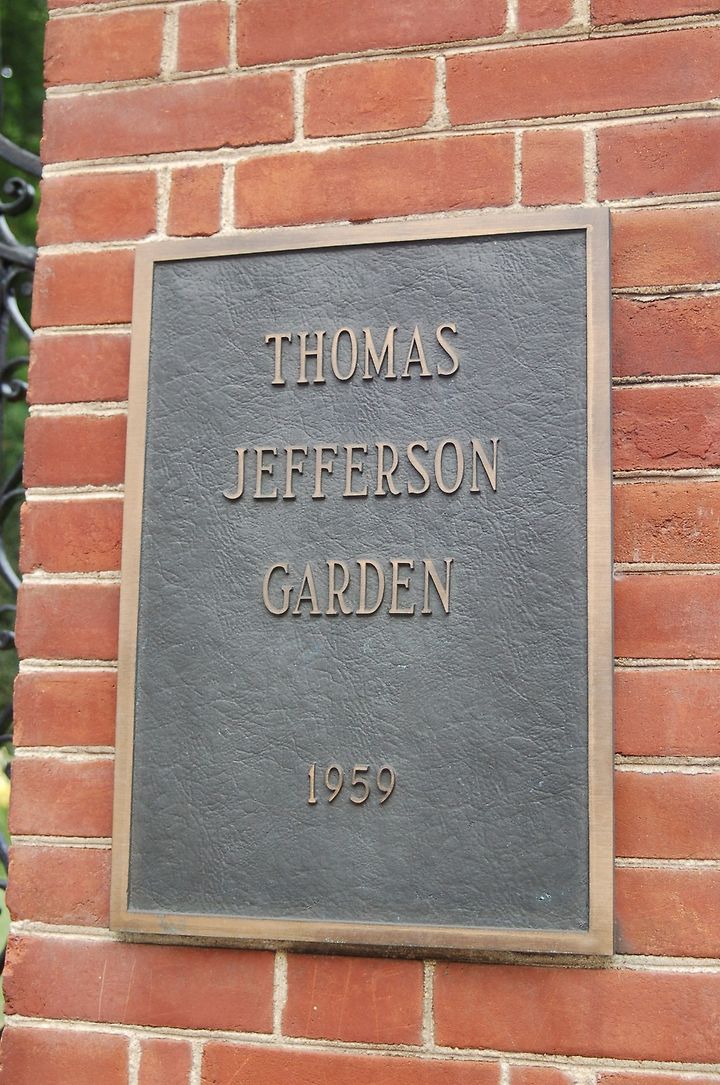 THOMAS
JEFFERSON
GARDEN
1959